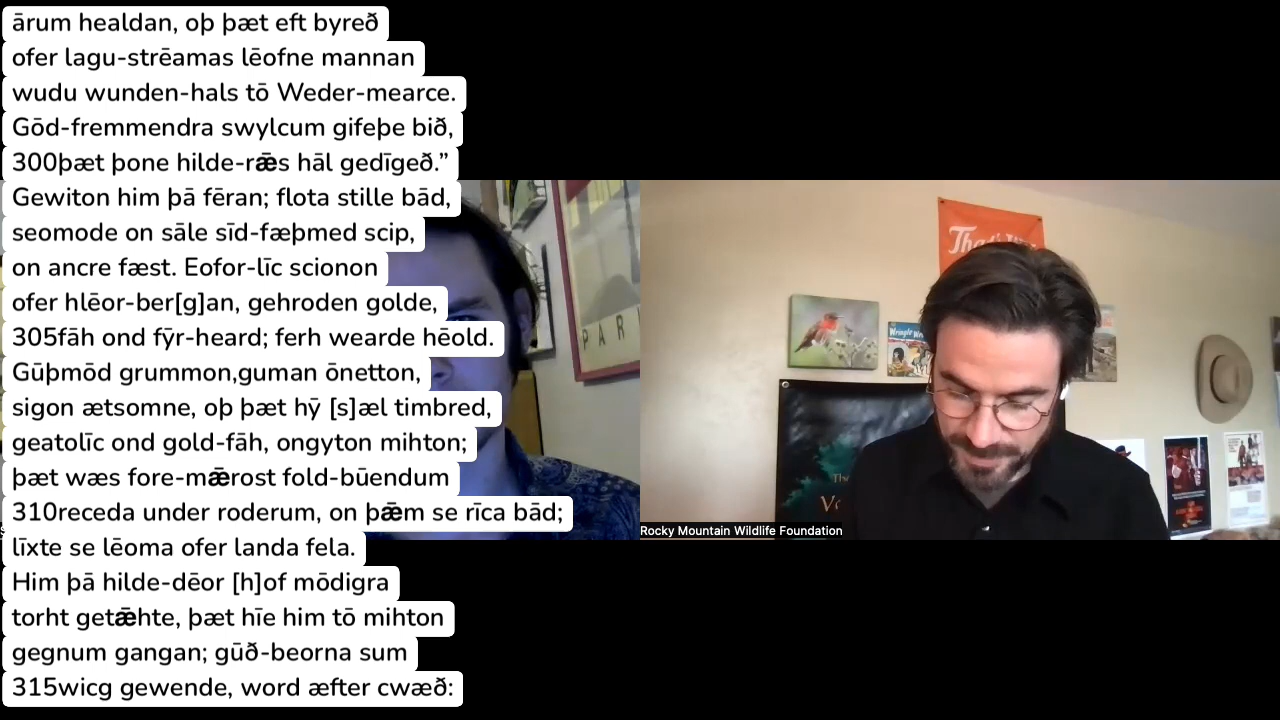 ārum healdan, oþ þæt eft byreð
ofer lagu-strēamas lēofne mannan
wudu wunden-hals tō Weder-mearce.
Gōd-fremmendra swylcum gifeþe bið,
300þæt þone hilde-rǣs hāl gedīgeð.”
Gewiton him þā fēran; flota stille bād,
seomode on sāle sīd-fæþmed scip,
on ancre fæst. Eofor-līc scionon
ofer hlēor-ber[g]an, gehroden golde,
305fāh ond fȳr-heard; ferh wearde hēold.
Gūþmōd grummon,guman ōnetton,
sigon ætsomne, oþ þæt hȳ [s]æl timbred,
geatolīc ond gold-fāh, ongyton mihton;
þæt wæs fore-mǣrost fold-būendum
310receda under roderum, on þǣm se rīca bād;
līxte se lēoma ofer landa fela.
Him þā hilde-dēor [h]of mōdigra
torht getǣhte, þæt hīe him tō mihton
gegnum gangan; gūð-beorna sum
315wicg gewende, word æfter cwæð:
PAR
That's
Wringle
The
Rocky Mountain Wildlife Foundation